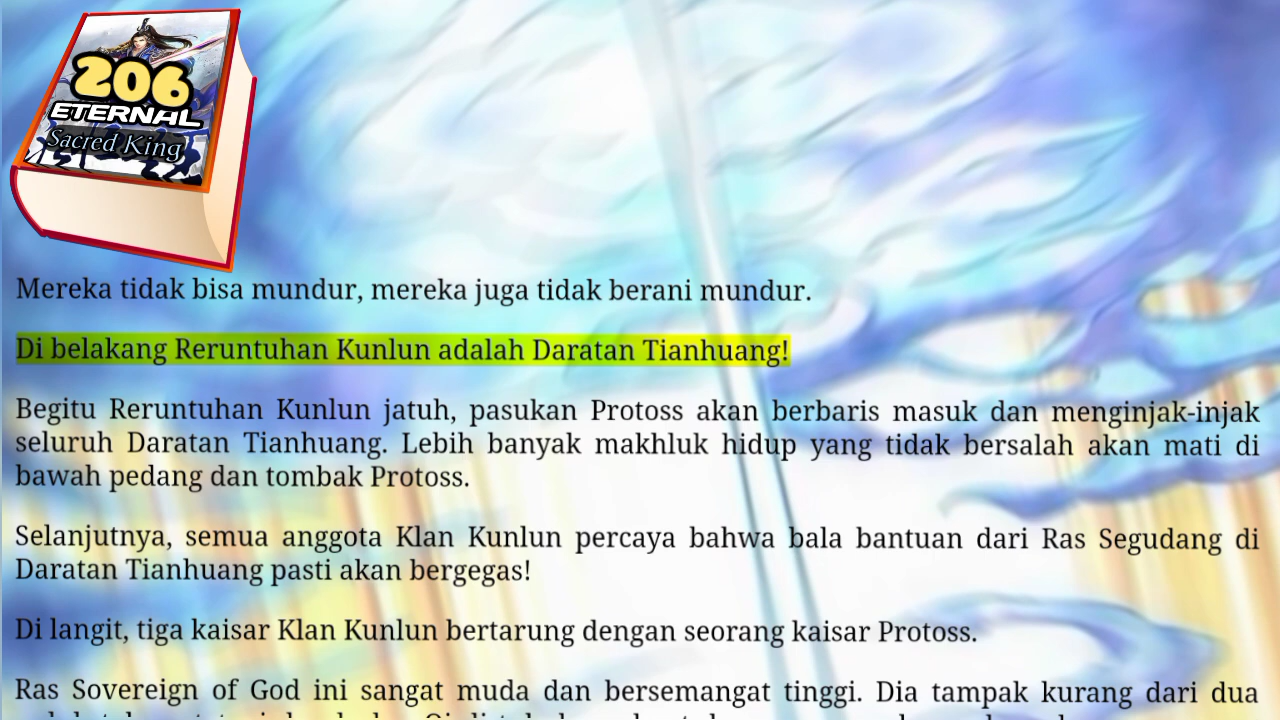 206
ETERNAL
Sacred King
Mereka tidak bisa mundur, mereka juga tidak berani mundur.
Di belakang Reruntuhan Kunlun adalah Daratan Tianhuang!
Begitu Reruntuhan Kunlun jatuh, pasukan Protoss akan berbaris masuk dan menginjak-injak
seluruh Daratan Tianhuang. Lebih banyak makhluk hidup yang tidak bersalah akan mati di
bawah pedang dan tombak Protoss.
Selanjutnya, semua anggota Klan Kunlun percaya bahwa bala bantuan dari Ras Segudang di
Daratan Tianhuang pasti akan bergegas!
Di langit, tiga kaisar Klan Kunlun bertarung dengan seorang kaisar Protoss.
Ras Sovereign of God ini sangat muda dan bersemangat tinggi. Dia tampak kurang dari dua